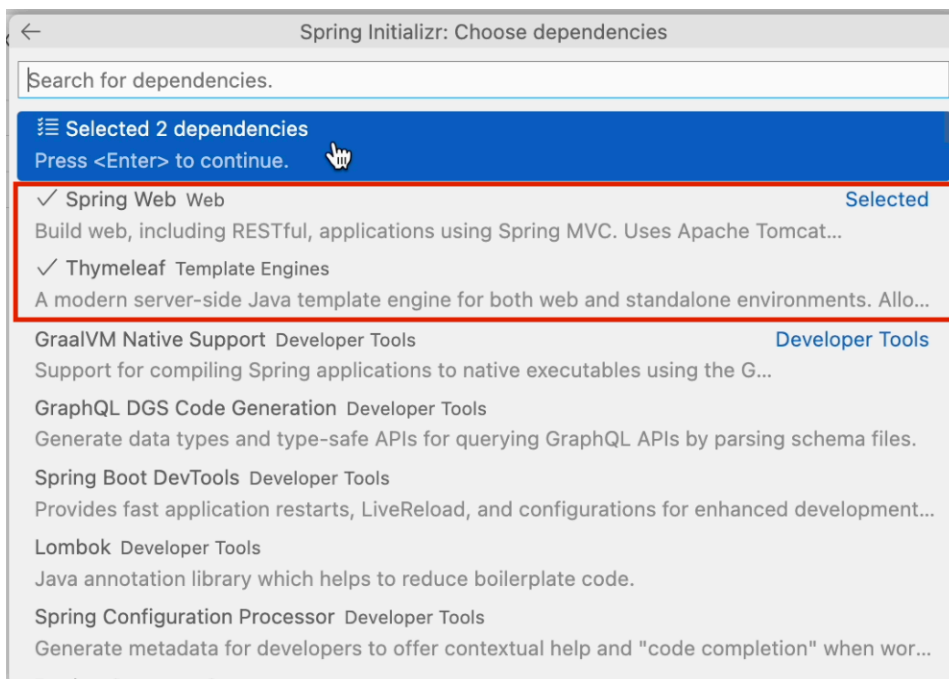 Spring Initializr: Choose dependencies
Search for dependencies.
Selected 2 dependencies
Press <Enter> to continue.
Spring Web Web Selected
Build web, including RESTful, applications using Spring MVC. Uses Apache Tomcat...
Thymeleaf Template Engines
A modern server-side Java template engine for both web and standalone environments. Allo...
GraalVM Native Support Developer Tools Developer Tools
Support for compiling Spring applications to native executables using the G...
GraphQL DGS Code Generation Developer Tools
Generate data types and type-safe APIs for querying GraphQL APIs by parsing schema files.
Spring Boot DevTools Developer Tools
Provides fast application restarts, LiveReload, and configurations for enhanced development...
Lombok Developer Tools
Java annotation library which helps to reduce boilerplate code.
Spring Configuration Processor Developer Tools
Generate metadata for developers to offer contextual help and "code completion" when wor...